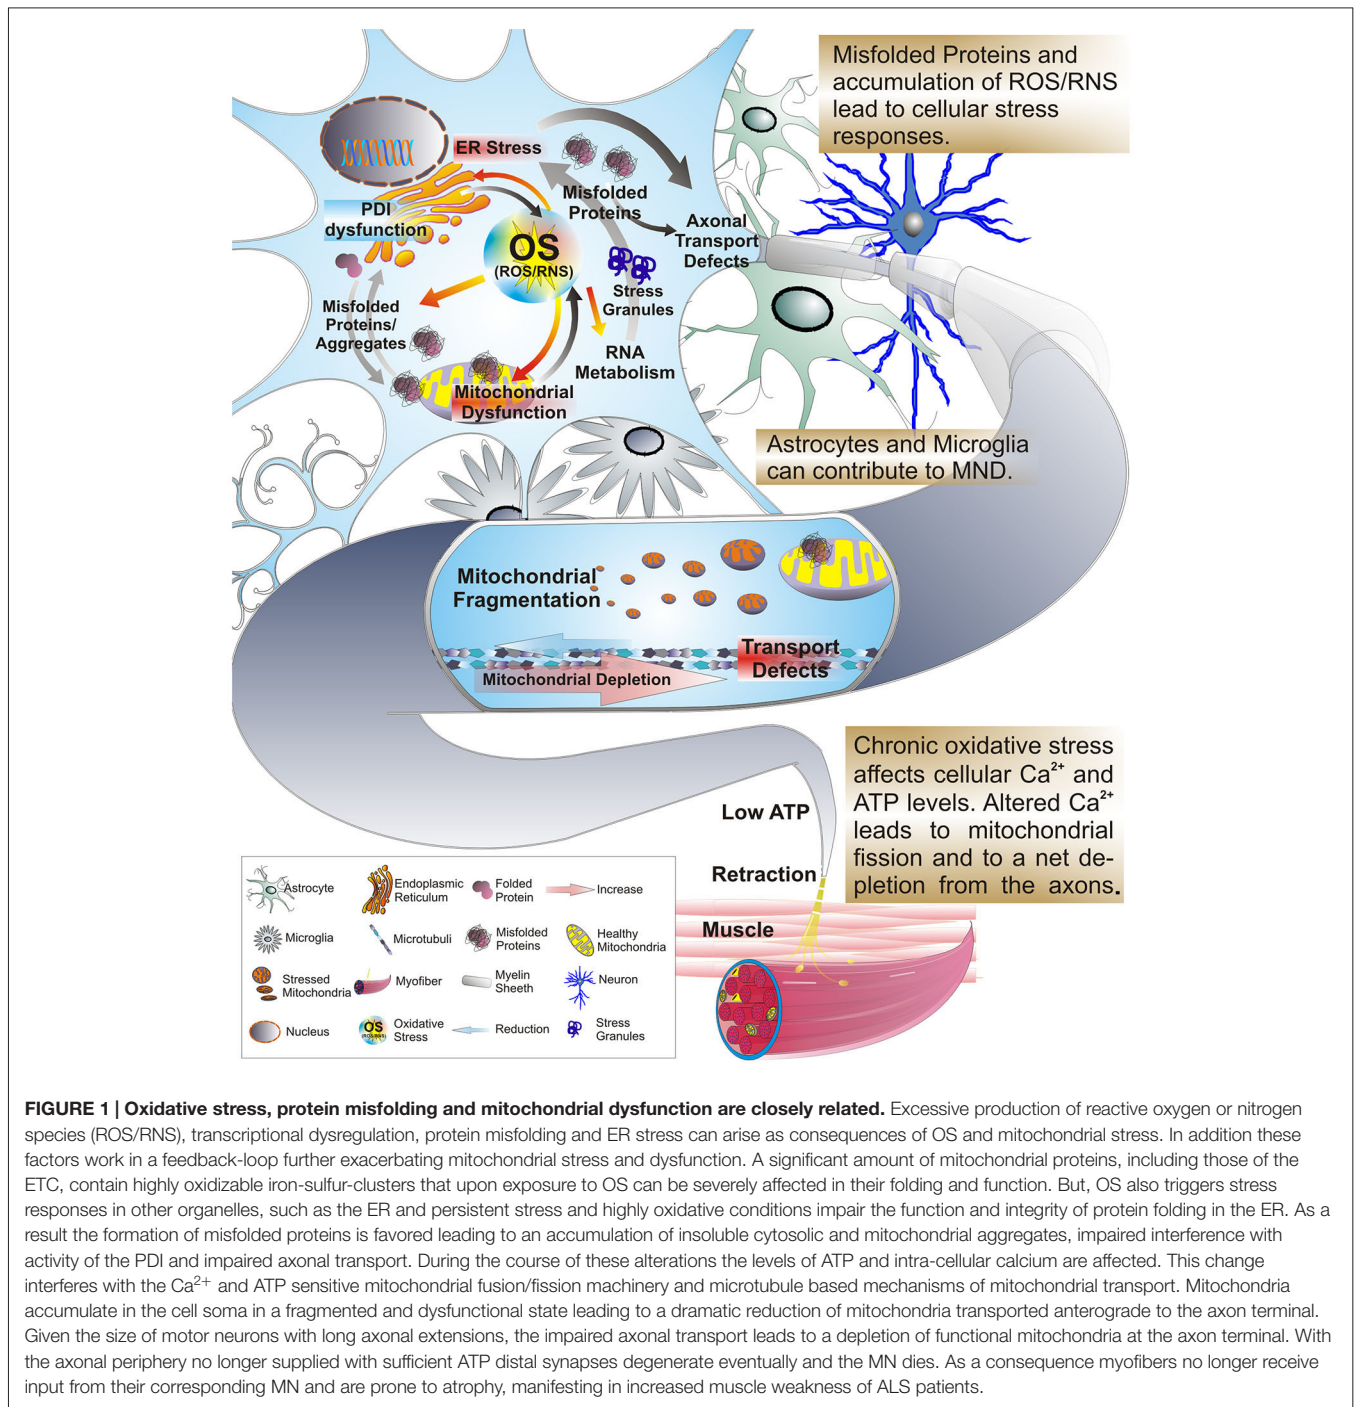 Misfolded Proteins and
accumulation of ROS/RNS
lead to cellular stress
responses.
ER Stress
PDI
dysfunction
Misfolded
Proteins
Axonal
Transport
Defects
OS
(ROS/RNS)
Stress
Granules
Misfolded
Proteins/
Aggregates
RNA
Metabolism
Mitochondrial
Dysfunction
Astrocytes and Microglia
can contribute to MND.
Mitochondrial
Fragmentation
Transport
Defects
Mitochondrial Depletion
Chronic oxidative stress
affects cellular Ca²⁺ and
ATP levels. Altered Ca²⁺
leads to mitochondrial
fission and to a net de-
pletion from the axons.
Low ATP
Retraction
Muscle
Astrocyte
Endoplasmic
Reticulum
Folded
Protein
Increase
Microglia
Microtubuli
Misfolded
Proteins
Healthy
Mitochondria
Stressed
Mitochondria
Myofiber
Myelin
Sheeth
Neuron
Nucleus
OS
(ROS/RNS)
Oxidative
Stress
Reduction
Stress
Granules
FIGURE 1 | Oxidative stress, protein misfolding and mitochondrial dysfunction are closely related. Excessive production of reactive oxygen or nitrogen
species (ROS/RNS), transcriptional dysregulation, protein misfolding and ER stress can arise as consequences of OS and mitochondrial stress. In addition these
factors work in a feedback-loop further exacerbating mitochondrial stress and dysfunction. A significant amount of mitochondrial proteins, including those of the
ETC, contain highly oxidizable iron-sulfur-clusters that upon exposure to OS can be severely affected in their folding and function. But, OS also triggers stress
responses in other organelles, such as the ER and persistent stress and highly oxidative conditions impair the function and integrity of protein folding in the ER. As a
result the formation of misfolded proteins is favored leading to an accumulation of insoluble cytosolic and mitochondrial aggregates, impaired interference with
activity of the PDI and impaired axonal transport. During the course of these alterations the levels of ATP and intra-cellular calcium are affected. This change
interferes with the Ca²⁺ and ATP sensitive mitochondrial fusion/fission machinery and microtubule based mechanisms of mitochondrial transport. Mitochondria
accumulate in the cell soma in a fragmented and dysfunctional state leading to a dramatic reduction of mitochondria transported anterograde to the axon terminal.
Given the size of motor neurons with long axonal extensions, the impaired axonal transport leads to a depletion of functional mitochondria at the axon terminal. With
the axonal periphery no longer supplied with sufficient ATP distal synapses degenerate eventually and the MN dies. As a consequence myofibers no longer receive
input from their corresponding MN and are prone to atrophy, manifesting in increased muscle weakness of ALS patients.